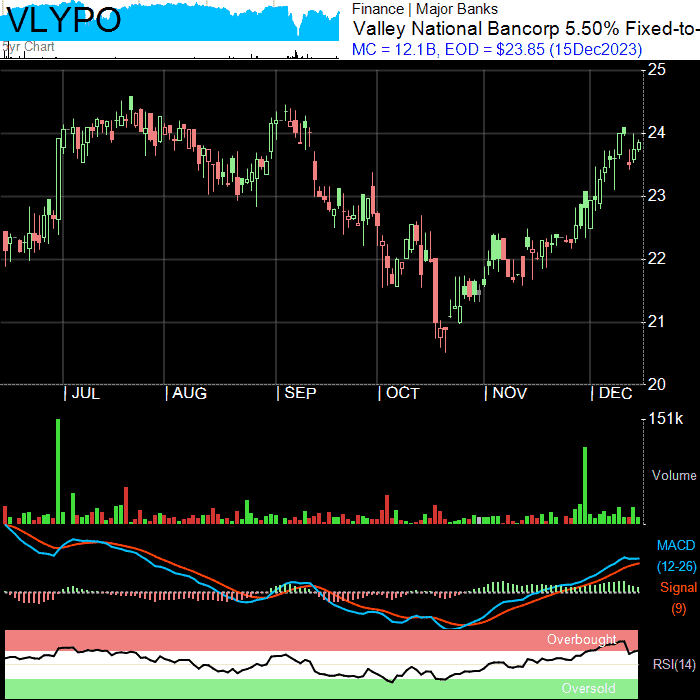 VLYPO
5yr Chart
Finance | Major Banks
Valley National Bancorp 5.50% Fixed-to-
MC = 12.1B, EOD = $23.85 (15Dec2023)
25
24
23
22
21
20
| JUL | AUG | SEP | OCT | NOV | DEC
151k
Volume
MACD
(12-26)
Signal
(9)
Overbought
RSI(14)
Oversold